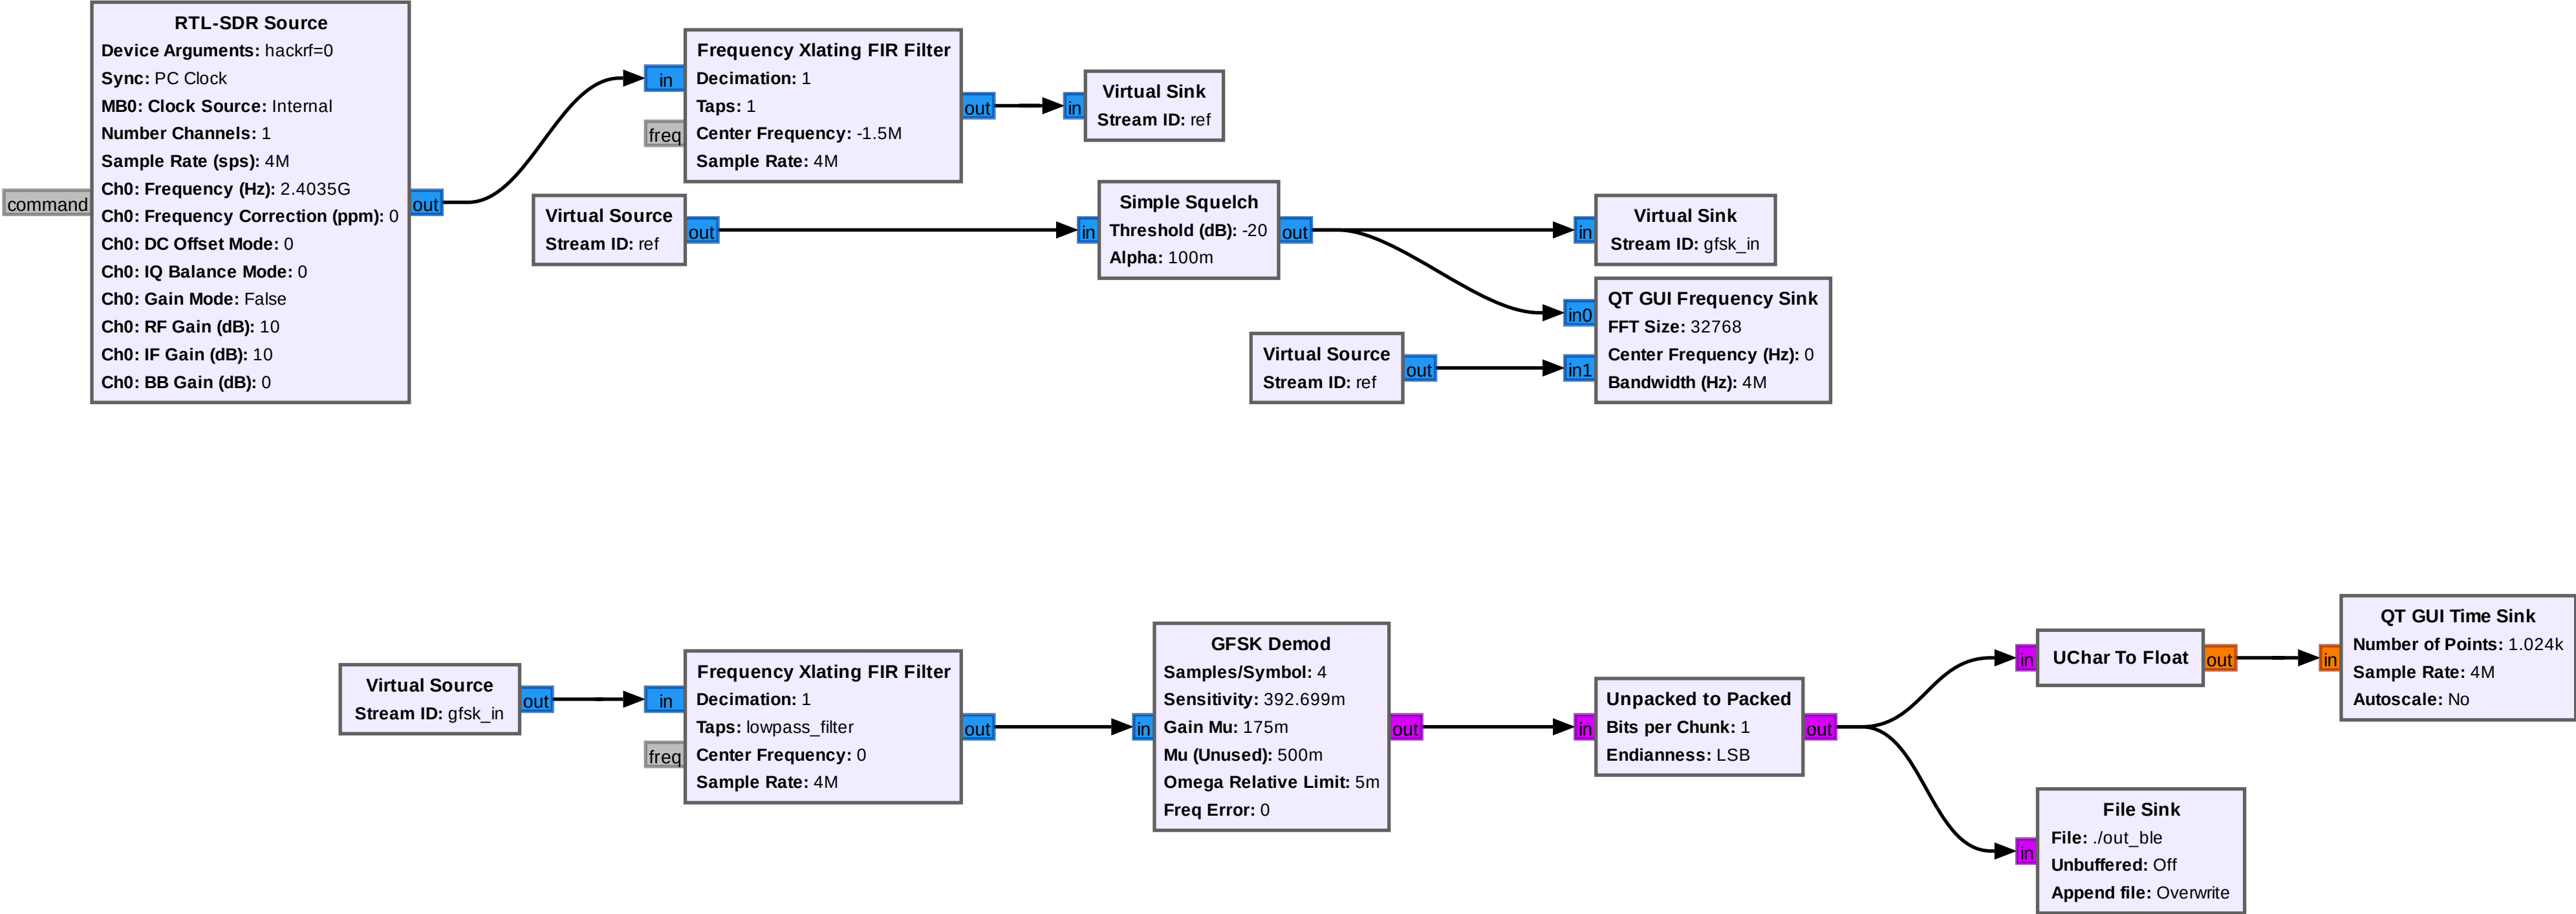 RTL-SDR Source
Device Arguments: hackrf=0
Sync: PC Clock
MB0: Clock Source: Internal
Number Channels: 1
Sample Rate (sps): 4M
Ch0: Frequency (Hz): 2.4035G
Ch0: Frequency Correction (ppm): 0
Ch0: DC Offset Mode: 0
Ch0: IQ Balance Mode: 0
Ch0: Gain Mode: False
Ch0: RF Gain (dB): 10
Ch0: IF Gain (dB): 10
Ch0: BB Gain (dB): 0
command
out
Frequency Xlating FIR Filter
Decimation: 1
Taps: 1
Center Frequency: -1.5M
Sample Rate: 4M
in
freq
out
in
Virtual Sink
Stream ID: ref
Virtual Source
Stream ID: ref
out
in
Simple Squelch
Threshold (dB): -20
Alpha: 100m
out
in
Virtual Sink
Stream ID: gfsk_in
in0
in1
QT GUI Frequency Sink
FFT Size: 32768
Center Frequency (Hz): 0
Bandwidth (Hz): 4M
Virtual Source
Stream ID: ref
out
Virtual Source
Stream ID: gfsk_in
out
in
freq
Frequency Xlating FIR Filter
Decimation: 1
Taps: lowpass_filter
Center Frequency: 0
Sample Rate: 4M
out
in
GFSK Demod
Samples/Symbol: 4
Sensitivity: 392.699m
Gain Mu: 175m
Mu (Unused): 500m
Omega Relative Limit: 5m
Freq Error: 0
out
in
Unpacked to Packed
Bits per Chunk: 1
Endianness: LSB
out
in
UChar To Float
out
in
QT GUI Time Sink
Number of Points: 1.024k
Sample Rate: 4M
Autoscale: No
in
File Sink
File: ./out_ble
Unbuffered: Off
Append file: Overwrite